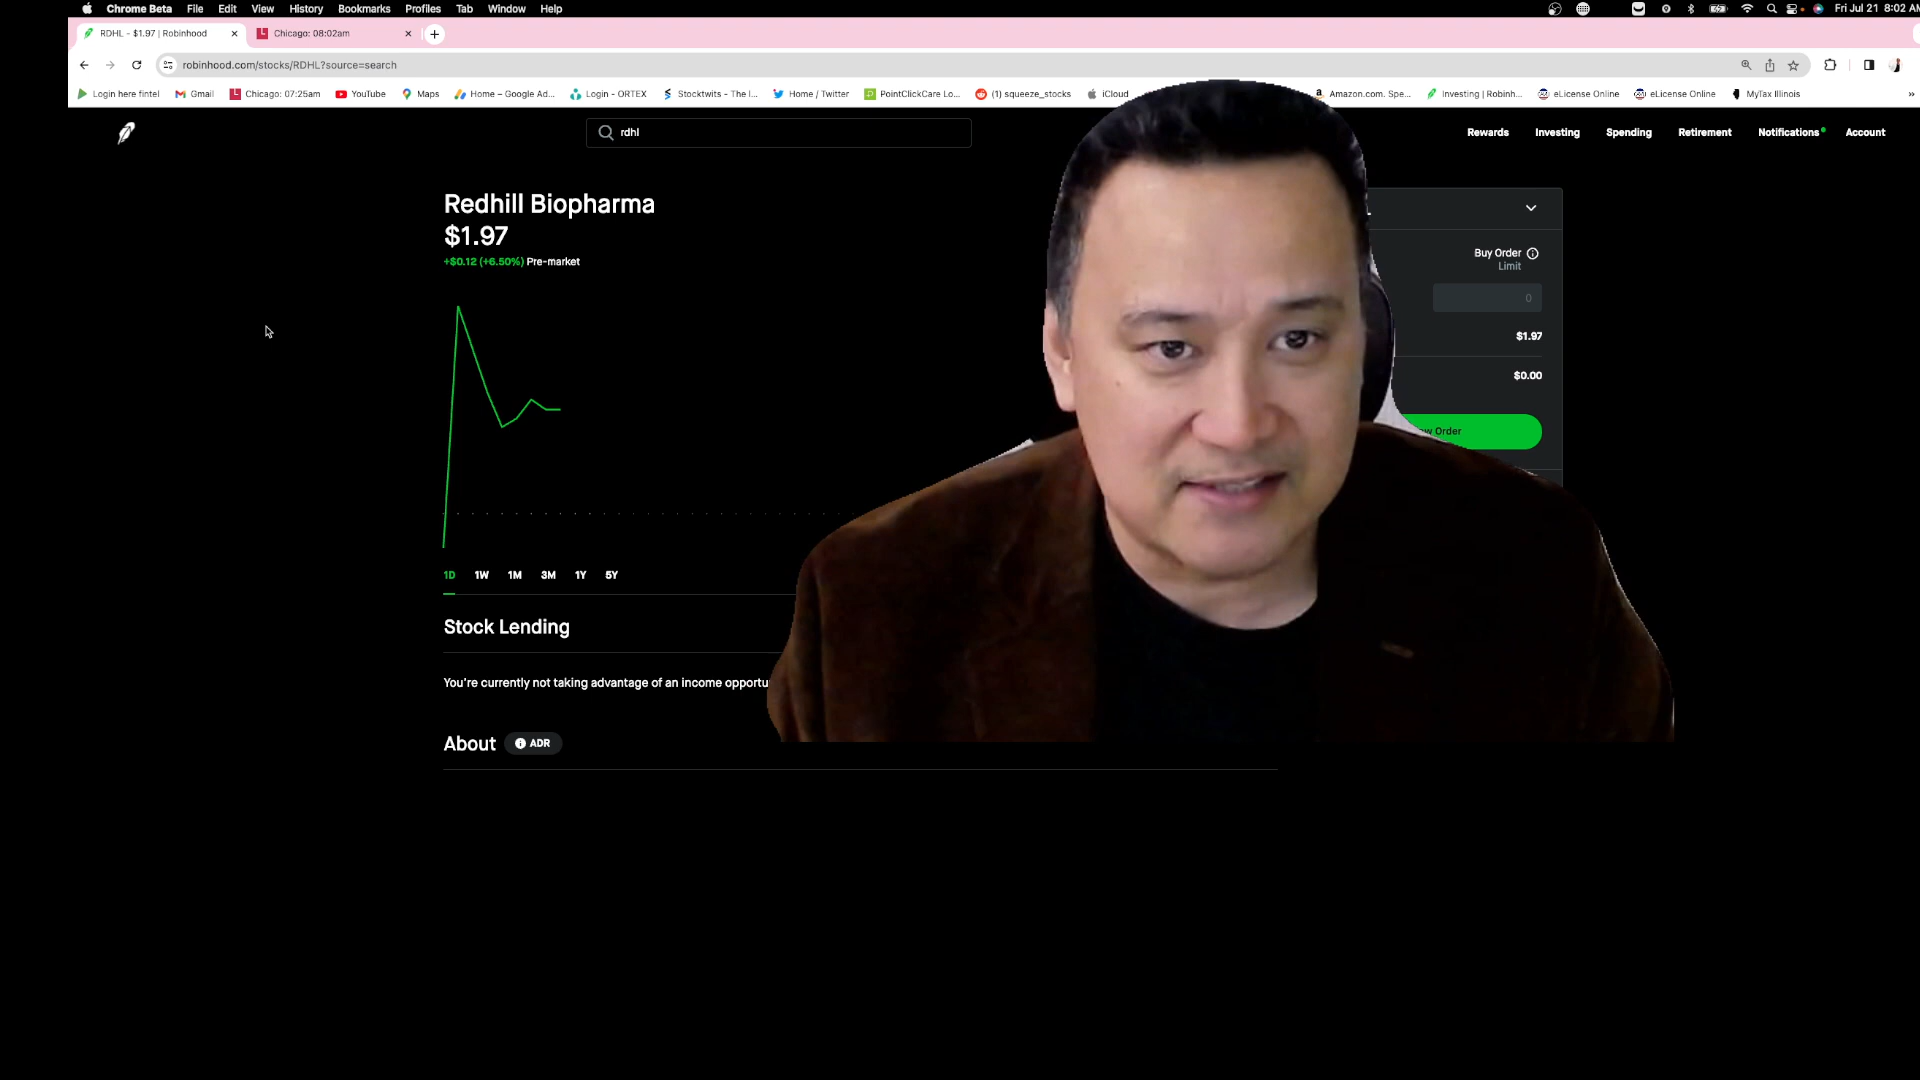 Chrome Beta File Edit View History Bookmarks Profiles Tab Window Help Fri Jul 21 8:02 AM
RDHL - $1.97 | Robinhood Chicago: 08:02am
robinhood.com/stocks/RDHL?source=search
Login here fintel Gmail Chicago: 07:25am YouTube Maps Home – Google Ad... Login - ORTEX Stocktwits - The l... Home / Twitter PointClickCare Lo... (1) squeeze_stocks iCloud Amazon.com. Spe... Investing | Robinh... eLicense Online eLicense Online MyTax Illinois »
rdhl Rewards Investing Spending Retirement Notifications Account
Redhill Biopharma
$1.97
+$0.12 (+6.50%) Pre-market
Buy Order
Limit
0
$1.97
$0.00
Order
1D 1W 1M 3M 1Y 5Y
Stock Lending
You're currently not taking advantage of an income
About ADR